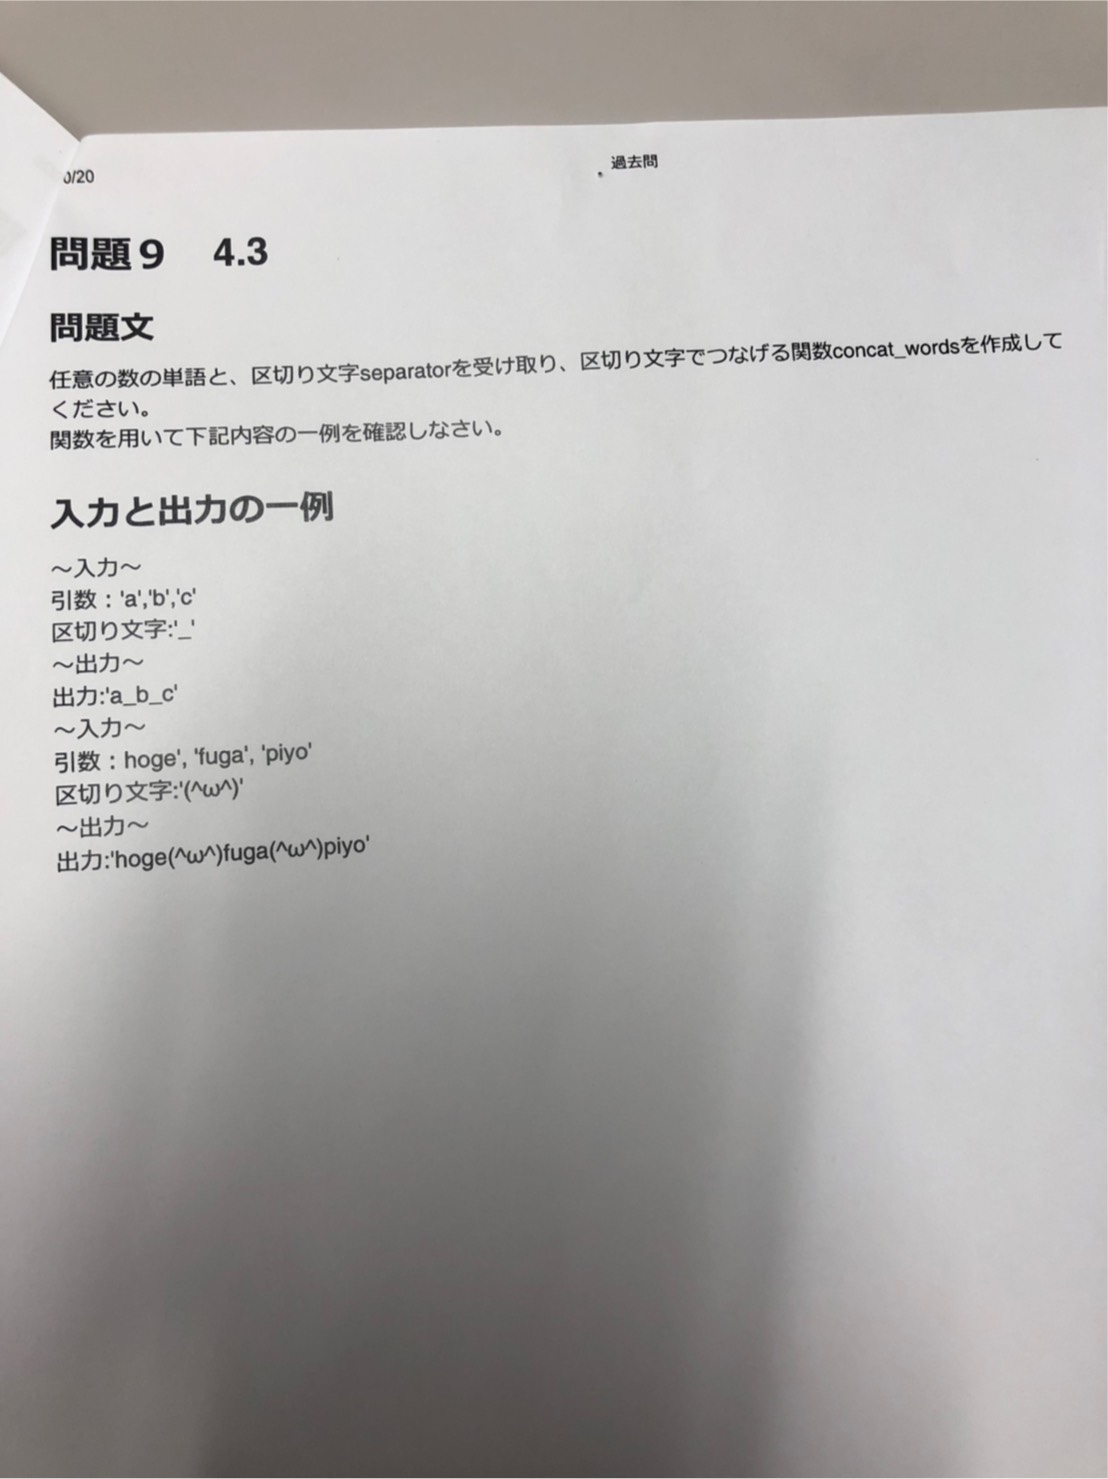 0/20
過去問
問題９ 4.3
問題文
任意の数の単語と、区切り文字separatorを受け取り、区切り文字でつなげる関数concat_wordsを作成して
ください。
関数を用いて下記内容の一例を確認しなさい。
入力と出力の一例
～入力～
引数：'a','b','c'
区切り文字:'_'
～出力～
出力:'a_b_c'
～入力～
引数：hoge', 'fuga', 'piyo'
区切り文字:'(^ω^)'
～出力～
出力:'hoge(^ω^)fuga(^ω^)piyo'